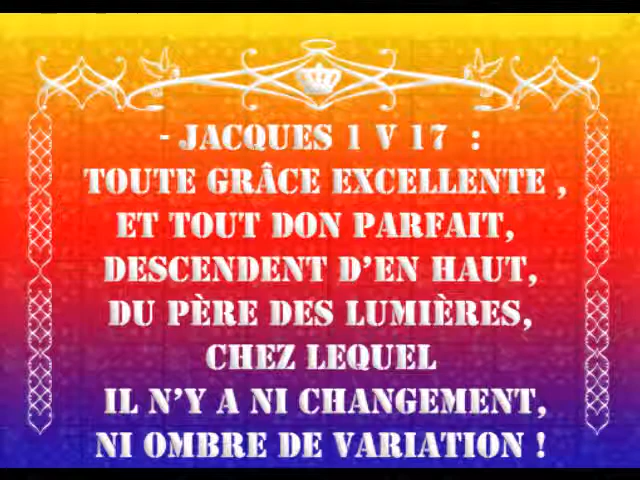 - JACQUES 1 V 17 :
TOUTE GRÂCE EXCELLENTE ,
ET TOUT DON PARFAIT,
DESCENDENT D'EN HAUT,
DU PÈRE DES LUMIÈRES,
CHEZ LEQUEL
IL N'Y A NI CHANGEMENT,
NI OMBRE DE VARIATION !